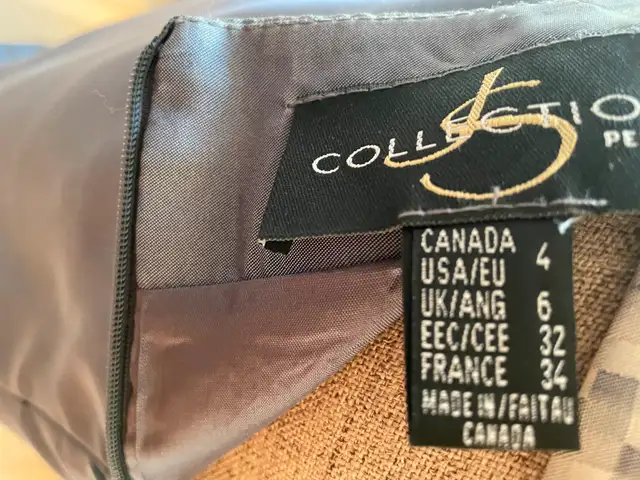 JS
COLLECTIO
PE
CANADA 4
USA/EU
UK/ANG 6
EEC/CEE 32
FRANCE 34
MADE IN/FAIT AU
CANADA